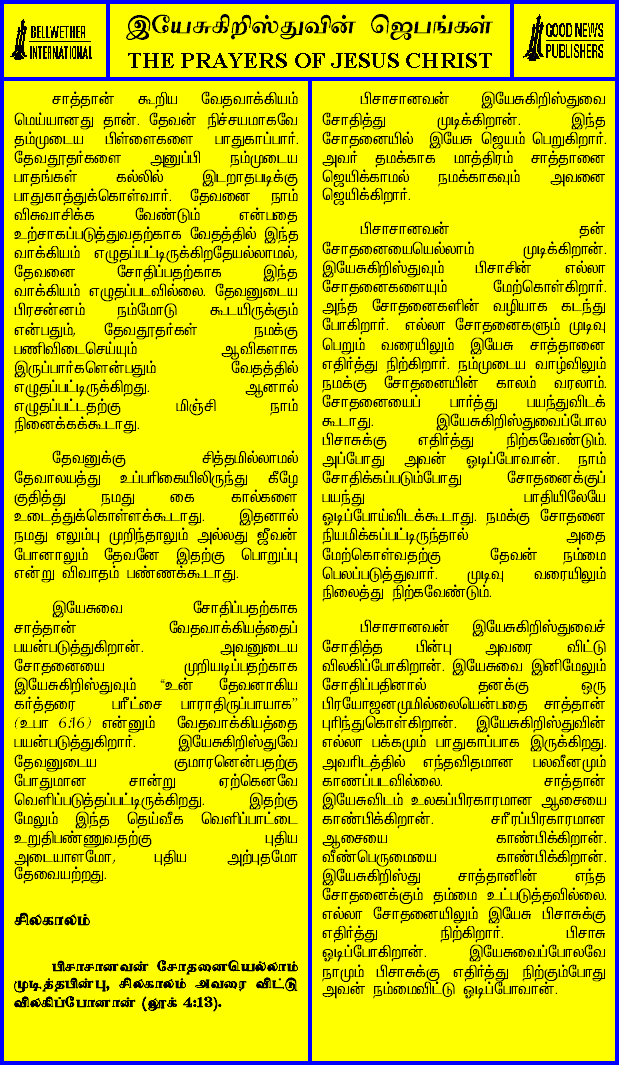 BELLWETHER
INTERNATIONAL
இயேசுகிறிஸ்துவின் ஜெபங்கள்
THE PRAYERS OF JESUS CHRIST
GOOD NEWS
PUBLISHERS
சாத்தான் கூறிய வேதவாக்கியம்
மெய்யானது தான். தேவன் நிச்சயமாகவே
தம்முடைய பிள்ளைகளை பாதுகாப்பார்.
தேவதூதர்களை அனுப்பி நம்முடைய
பாதங்கள் கல்லில் இடறாதபடிக்கு
பாதுகாத்துக்கொள்வார். தேவனை நாம்
விசுவாசிக்க வேண்டும் என்பதை
உற்சாகப்படுத்துவதற்காக வேதத்தில் இந்த
வாக்கியம் எழுதப்பட்டிருக்கிறதேயல்லாமல்,
தேவனை சோதிப்பதற்காக இந்த
வாக்கியம் எழுதப்படவில்லை. தேவனுடைய
பிரசன்னம் நம்மோடு கூடயிருக்கும்
என்பதும், தேவதூதர்கள் நமக்கு
பணிவிடைசெய்யும் ஆவிகளாக
இருப்பார்களென்பதும் வேதத்தில்
எழுதப்பட்டிருக்கிறது. ஆனால்
எழுதப்பட்டதற்கு மிஞ்சி நாம்
நினைக்கக்கூடாது.
தேவனுக்கு சித்தமில்லாமல்
தேவாலயத்து உப்பரிகையிலிருந்து கீழே
குதித்து நமது கை கால்களை
உடைத்துக்கொள்ளக்கூடாது. இதனால்
நமது எலும்பு முறிந்தாலும் அல்லது ஜீவன்
போனாலும் தேவனே இதற்கு பொறுப்பு
என்று விவாதம் பண்ணக்கூடாது.
இயேசுவை சோதிப்பதற்காக
சாத்தான் வேதவாக்கியத்தைப்
பயன்படுத்துகிறான். அவனுடைய
சோதனையை முறியடிப்பதற்காக
இயேசுகிறிஸ்துவும் “உன் தேவனாகிய
கர்த்தரை பரீட்சை பாராதிருப்பாயாக”
(உபா 6:16) என்னும் வேதவாக்கியத்தை
பயன்படுத்துகிறார். இயேசுகிறிஸ்துவே
தேவனுடைய குமாரனென்பதற்கு
போதுமான சான்று ஏற்கெனவே
வெளிப்படுத்தப்பட்டிருக்கிறது. இதற்கு
மேலும் இந்த தெய்வீக வெளிப்பாட்டை
உறுதிபண்ணுவதற்கு புதிய
அடையாளமோ, புதிய அற்புதமோ
தேவையற்றது.
சிலகாலம்
பிசாசானவன் சோதனையெல்லாம்
முடித்தபின்பு, சிலகாலம் அவரை விட்டு
விலகிப்போனான் (லூக் 4:13).
பிசாசானவன் இயேசுகிறிஸ்துவை
சோதித்து முடிக்கிறான். இந்த
சோதனையில் இயேசு ஜெயம் பெறுகிறார்.
அவர் தமக்காக மாத்திரம் சாத்தானை
ஜெயிக்காமல் நமக்காகவும் அவனை
ஜெயிக்கிறார்.
பிசாசானவன் தன்
சோதனையையெல்லாம் முடிக்கிறான்.
இயேசுகிறிஸ்துவும் பிசாசின் எல்லா
சோதனைகளையும் மேற்கொள்கிறார்.
அந்த சோதனைகளின் வழியாக கடந்து
போகிறார். எல்லா சோதனைகளும் முடிவு
பெறும் வரையிலும் இயேசு சாத்தானை
எதிர்த்து நிற்கிறார். நம்முடைய வாழ்விலும்
நமக்கு சோதனையின் காலம் வரலாம்.
சோதனையைப் பார்த்து பயந்துவிடக்
கூடாது. இயேசுகிறிஸ்துவைப்போல
பிசாசுக்கு எதிர்த்து நிற்கவேண்டும்.
அப்போது அவன் ஓடிப்போவான். நாம்
சோதிக்கப்படும்போது சோதனைக்குப்
பயந்து பாதியிலேயே
ஓடிப்போய்விடக்கூடாது. நமக்கு சோதனை
நியமிக்கப்பட்டிருந்தால் அதை
மேற்கொள்வதற்கு தேவன் நம்மை
பெலப்படுத்துவார். முடிவு வரையிலும்
நிலைத்து நிற்கவேண்டும்.
பிசாசானவன் இயேசுகிறிஸ்துவைச்
சோதித்த பின்பு அவரை விட்டு
விலகிப்போகிறான். இயேசுவை இனிமேலும்
சோதிப்பதினால் தனக்கு ஒரு
பிரயோஜனமுமில்லையென்பதை சாத்தான்
புரிந்துகொள்கிறான். இயேசுகிறிஸ்துவின்
எல்லா பக்கமும் பாதுகாப்பாக இருக்கிறது.
அவரிடத்தில் எந்தவிதமான பலவீனமும்
காணப்படவில்லை. சாத்தான்
இயேசுவிடம் உலகப்பிரகாரமான ஆசையை
காண்பிக்கிறான். சரீரப்பிரகாரமான
ஆசையை காண்பிக்கிறான்.
வீண்பெருமையை காண்பிக்கிறான்.
இயேசுகிறிஸ்து சாத்தானின் எந்த
சோதனைக்கும் தம்மை உட்படுத்தவில்லை.
எல்லா சோதனையிலும் இயேசு பிசாசுக்கு
எதிர்த்து நிற்கிறார். பிசாசு
ஓடிப்போகிறான். இயேசுவைப்போலவே
நாமும் பிசாசுக்கு எதிர்த்து நிற்கும்போது
அவன் நம்மைவிட்டு ஓடிப்போவான்.